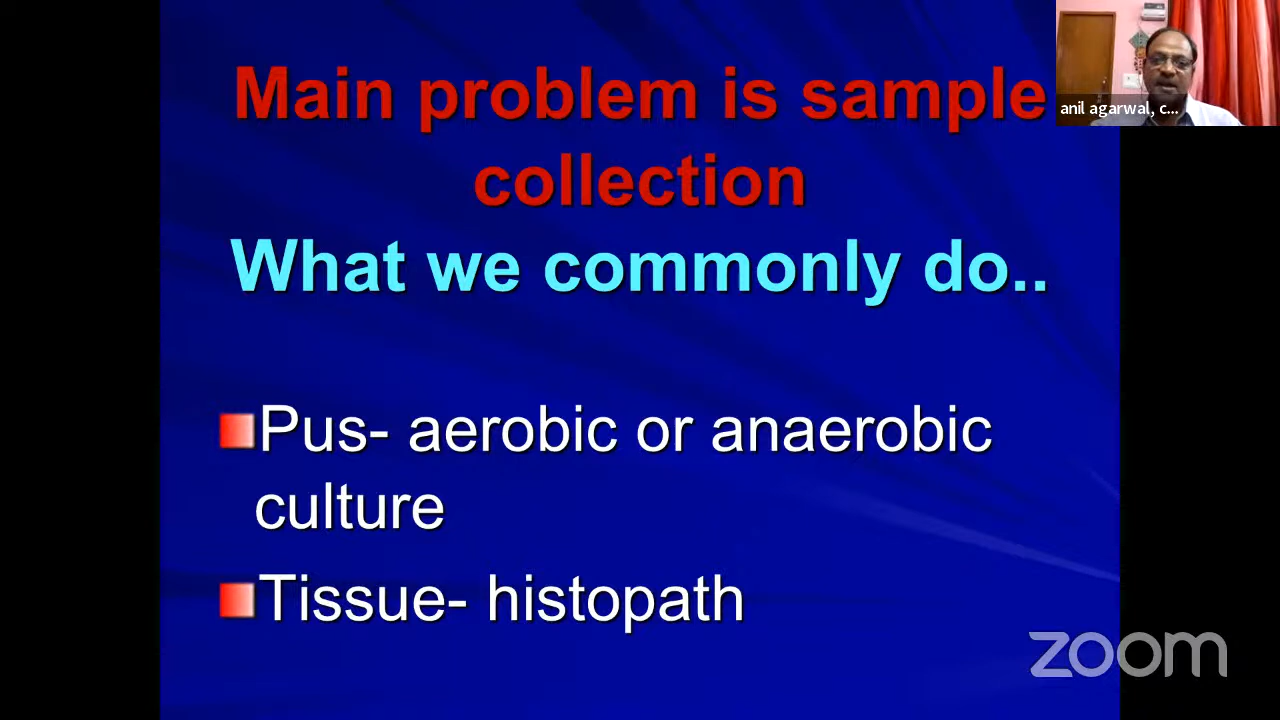 Main problem is sample
collection
What we commonly do..
Pus- aerobic or anaerobic
culture
Tissue- histopath
anil agarwal, c...
zoom